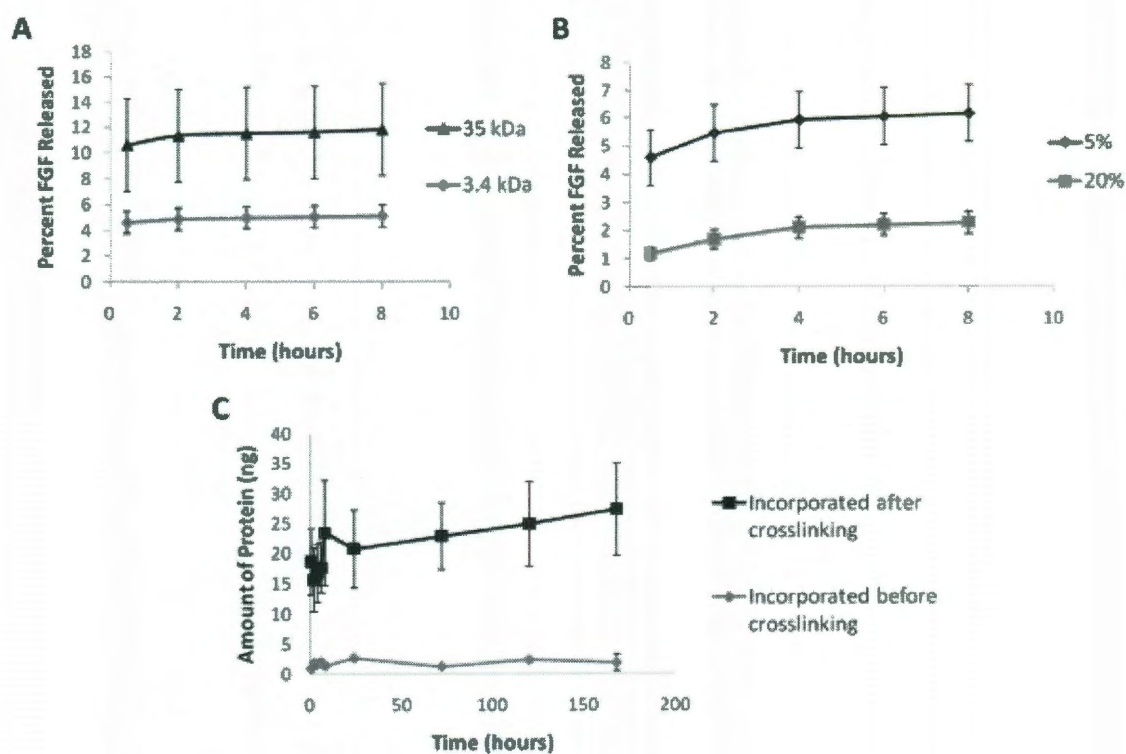 A
Percent FGF Released
18
16
14
12
10
8
6
4
2
0
0 2 4 6 8 10
Time (hours)
35 kDa
3.4 kDa
B
Percent FGF Released
8
7
6
5
4
3
2
1
0
0 2 4 6 8 10
Time (hours)
5%
20%
C
Amount of Protein (ng)
40
35
30
25
20
15
10
5
0
0 50 100 150 200
Time (hours)
Incorporated after
crosslinking
Incorporated before
crosslinking